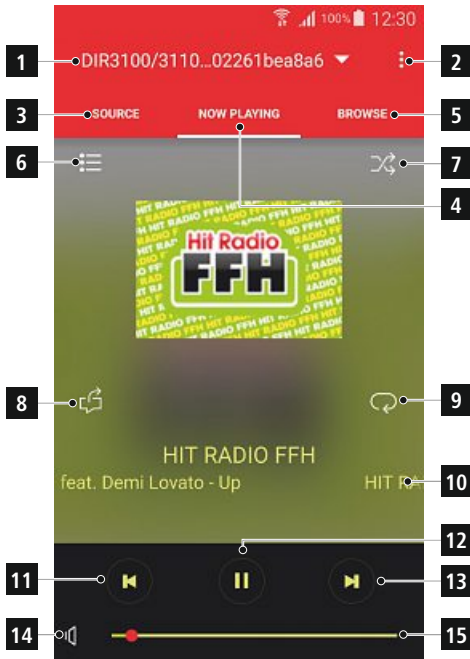 100% 12:30
1 DIR3100/3110...02261bea8a6 2
3 SOURCE NOW PLAYING BROWSE 5
6 7
4
Hit Radio
FFH
8 9
HIT RADIO FFH
feat. Demi Lovato - Up HIT RA 10
12
11 13
14 15